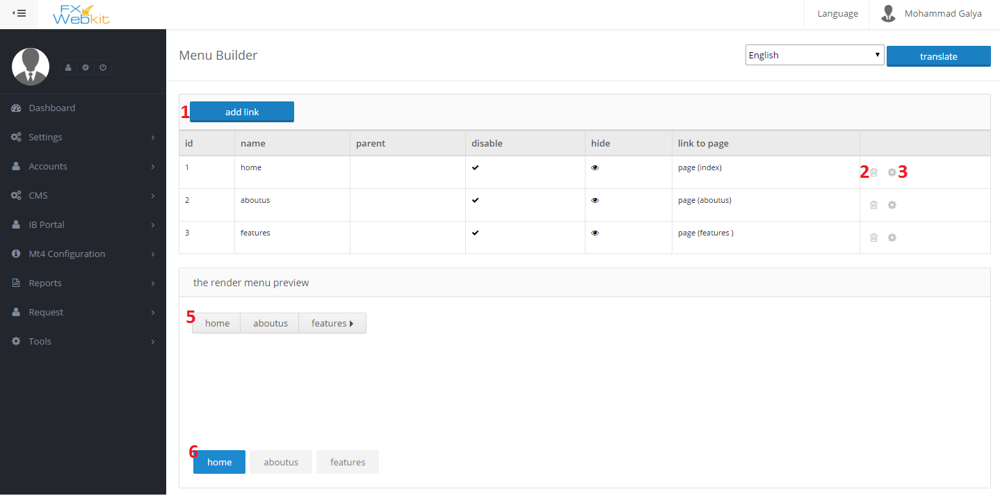 FX
Webkit
Language
Mohammad Galya
Menu Builder
English
translate
Dashboard
Settings
Accounts
CMS
IB Portal
Mt4 Configuration
Reports
Request
Tools
1 add link
id name parent disable hide link to page
1 home page (index) 2 3
2 aboutus page (aboutus)
3 features page (features )
the render menu preview
5 home aboutus features
6 home aboutus features